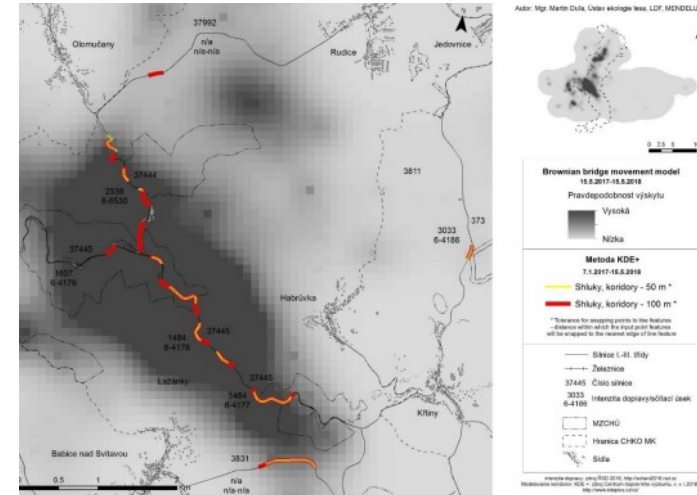 Autor: Mgr. Martin Duľa, Ústav ekologie lesa, LDF, MENDELU
37992
Olomučany
n/a
n/a-n/a
Rudice
Jedovnice
0 2,5 5
3811
37444
2538
6-6530
373
3033
6-4186
37445
1607
6-4176
Habrůvka
1484
6-4178
37445
Lažánky
37445
1484
6-4177
Křtiny
Babice nad Svitavou
3831
n/a
n/a-n/a
0 0,5 1 2
km
Brownian bridge movement model
15.5.2017-15.5.2018
Pravděpodobnost výskytu
Vysoká
Nízka
Metoda KDE+
7.1.2017-15.5.2018
Shluky, koridory - 50 m *
Shluky, koridory - 100 m *
* Tolerance for snapping points to line features
- distance within which the input point features
will be snapped to the nearest edge of line feature
Silnice I.-III. třídy
Železnice
37445 Číslo silnice
3033
6-4186 Intenzita dopravy/sčítací úsek
MZCHÚ
Hranica CHKO MK
Sídla